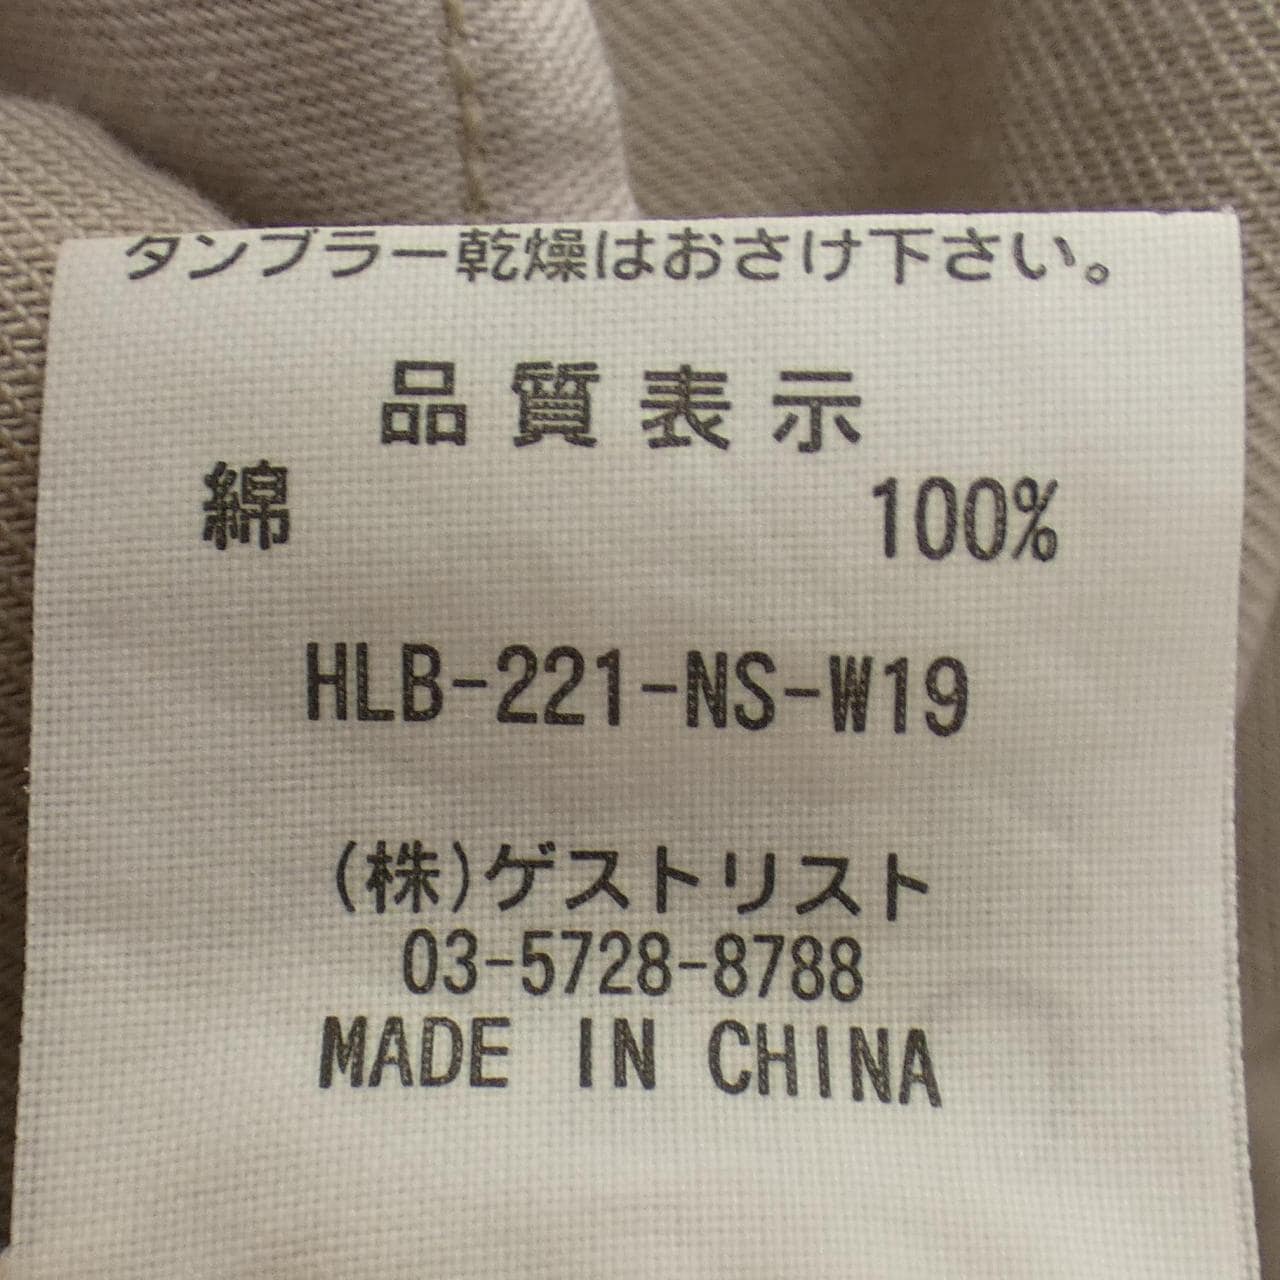 タンブラー乾燥はおさけ下さい。
品質表示
綿 100%
HLB-221-NS-W19
(株)ゲストリスト
03-5728-8788
MADE IN CHINA